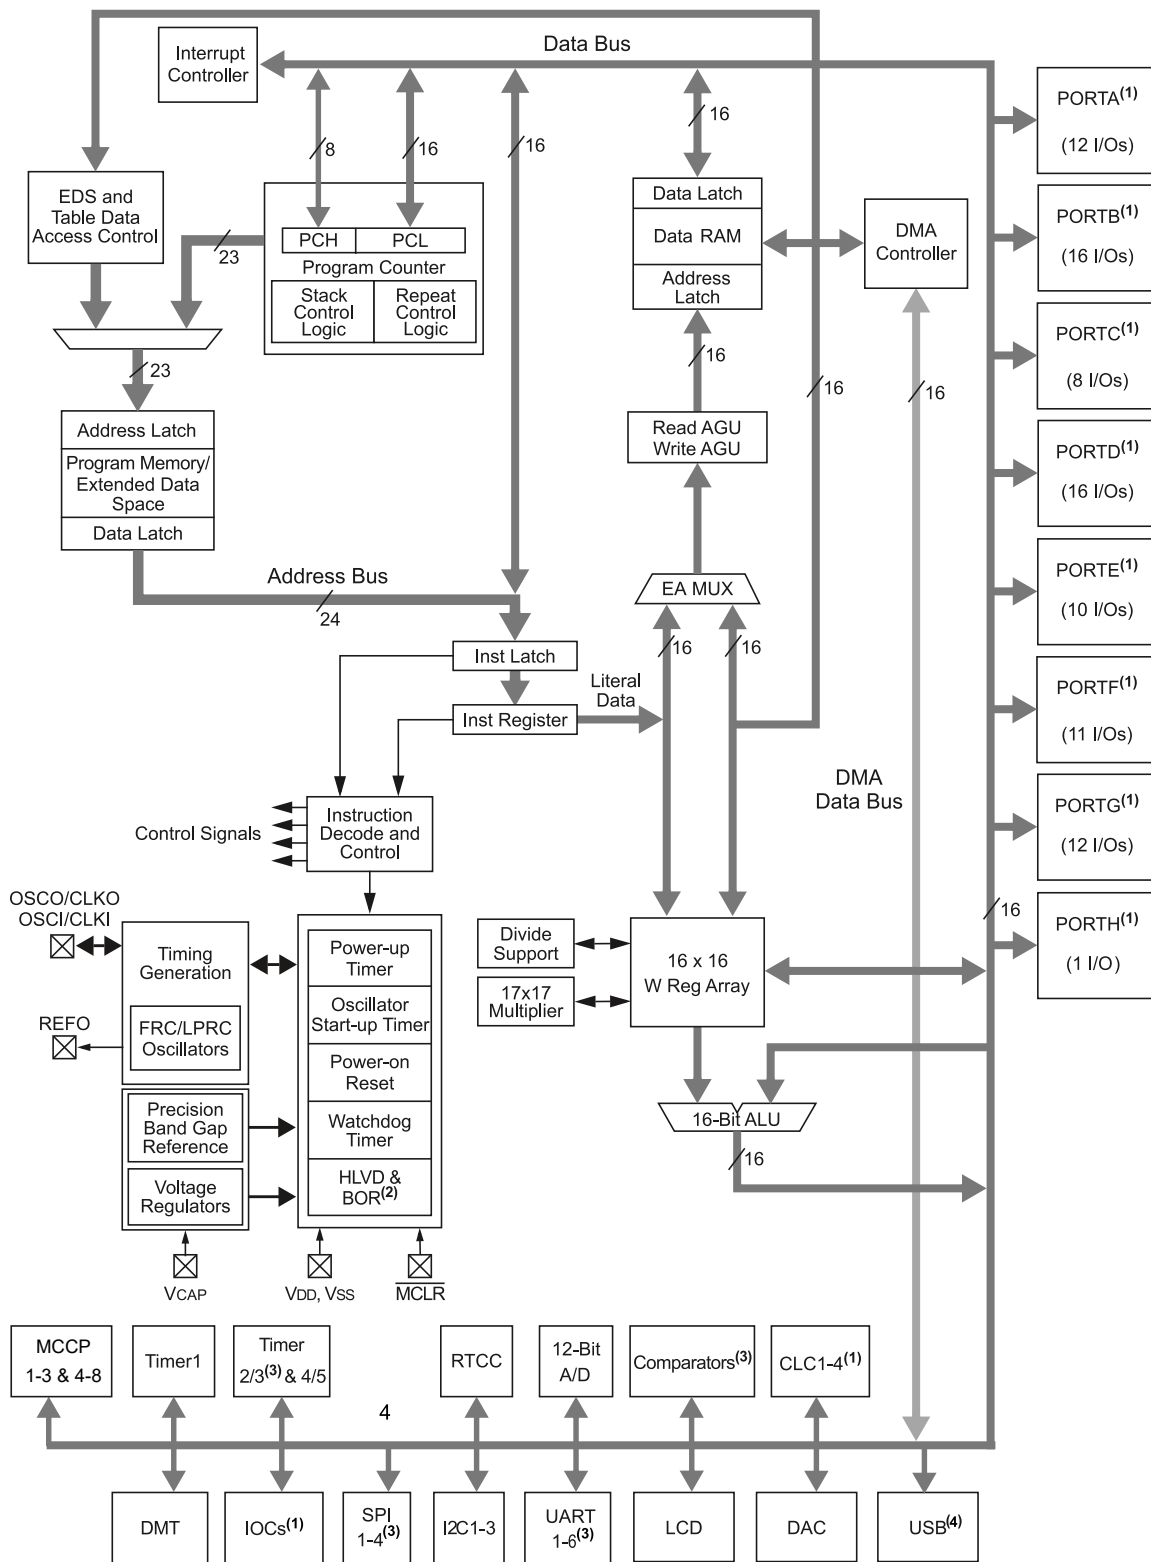 Data Bus
Interrupt
Controller
16
8
16
16
PORTA(1)
(12 I/Os)
EDS and
Table Data
Access Control
23
PCH
PCL
Program Counter
Stack
Control
Logic
Repeat
Control
Logic
Data Latch
Data RAM
Address
Latch
DMA
Controller
PORTB(1)
(16 I/Os)
23
16
16
16
PORTC(1)
(8 I/Os)
Address Latch
Program Memory/
Extended Data
Space
Data Latch
Read AGU
Write AGU
PORTD(1)
(16 I/Os)
Address Bus
24
EA MUX
16
16
PORTE(1)
(10 I/Os)
Inst Latch
Inst Register
Literal
Data
PORTF(1)
(11 I/Os)
DMA
Data Bus
Control Signals
Instruction
Decode and
Control
PORTG(1)
(12 I/Os)
16
PORTH(1)
(1 I/O)
OSCO/CLKO
OSCI/CLKI
Timing
Generation
REFO
FRC/LPRC
Oscillators
Precision
Band Gap
Reference
Voltage
Regulators
Power-up
Timer
Oscillator
Start-up Timer
Power-on
Reset
Watchdog
Timer
HLVD &
BOR(2)
Divide
Support
17x17
Multiplier
16 x 16
W Reg Array
16-Bit ALU
16
VCAP
VDD, VSS
MCLR
MCCP
1-3 & 4-8
Timer1
Timer
2/3(3) & 4/5
RTCC
12-Bit
A/D
Comparators(3)
CLC1-4(1)
4
DMT
IOCs(1)
SPI
1-4(3)
I2C1-3
UART
1-6(3)
LCD
DAC
USB(4)